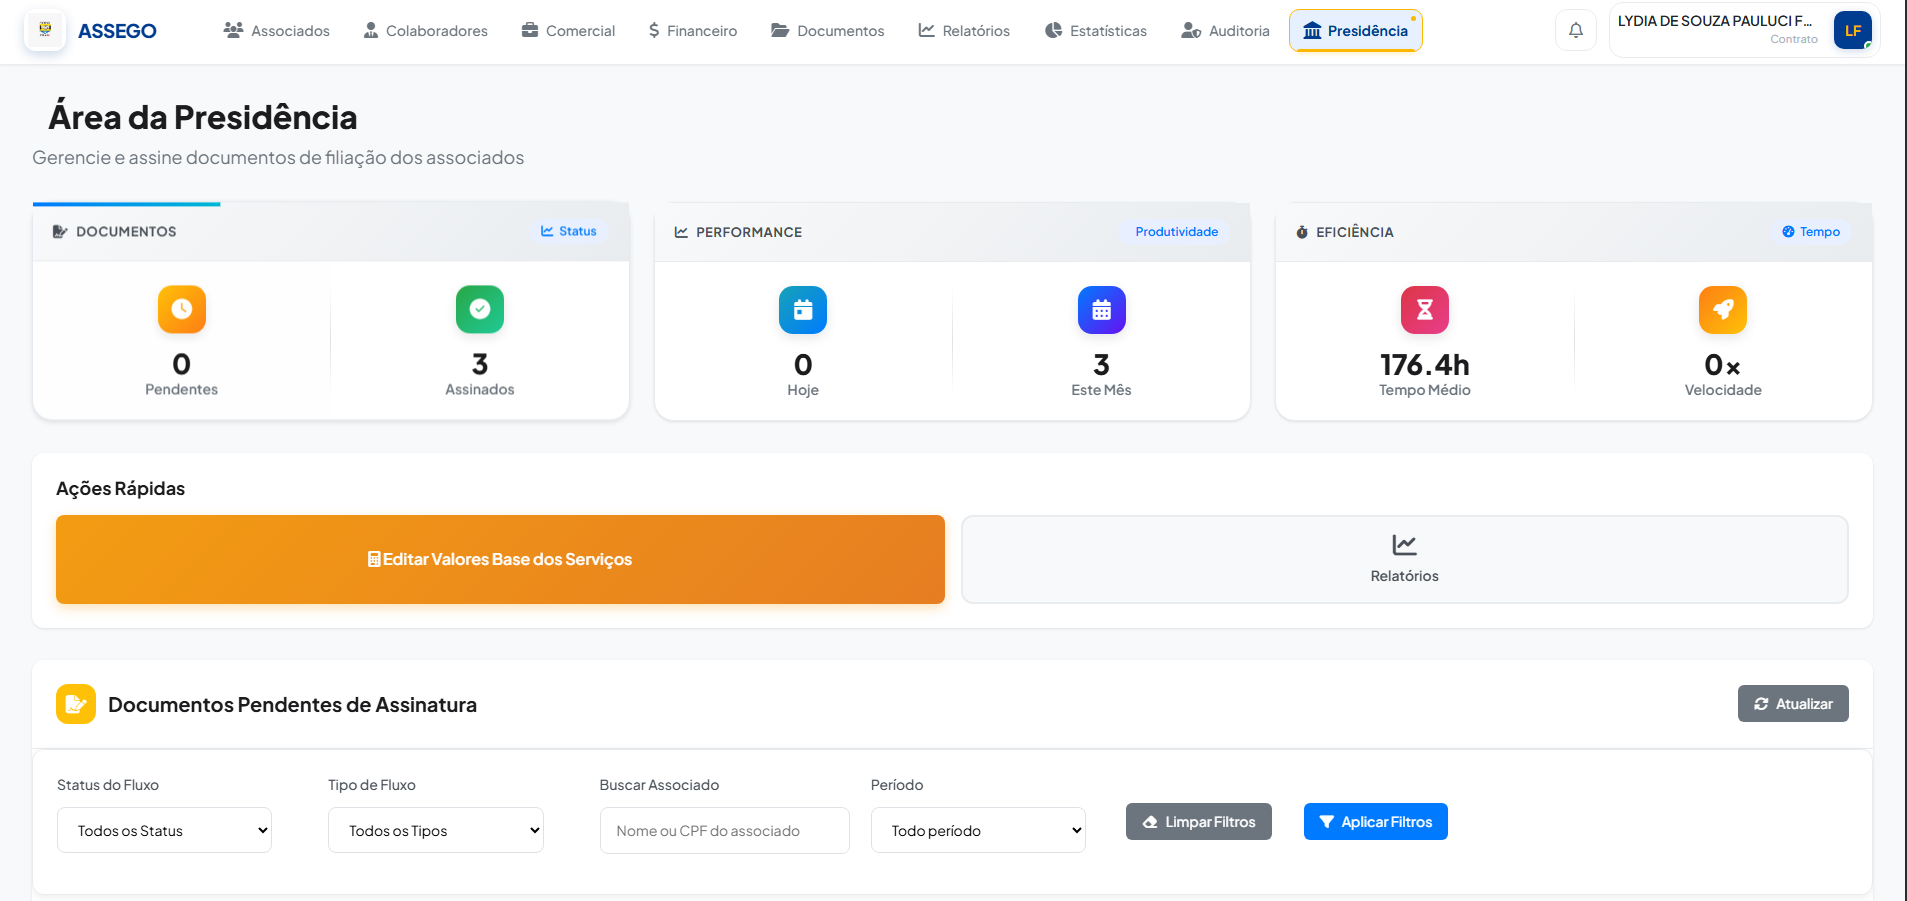 ASSEGO
Associados
Colaboradores
Comercial
Financeiro
Documentos
Relatórios
Estatísticas
Auditoria
Presidência
LYDIA DE SOUZA PAULUCI F...
Contrato
LF
Área da Presidência
Gerencie e assine documentos de filiação dos associados
DOCUMENTOS
Status
0
Pendentes
3
Assinados
PERFORMANCE
Produtividade
0
Hoje
3
Este Mês
EFICIÊNCIA
Tempo
176.4h
Tempo Médio
0x
Velocidade
Ações Rápidas
Editar Valores Base dos Serviços
Relatórios
Documentos Pendentes de Assinatura
Atualizar
Status do Fluxo
Tipo de Fluxo
Buscar Associado
Período
Todos os Status
Todos os Tipos
Nome ou CPF do associado
Todo período
Limpar Filtros
Aplicar Filtros